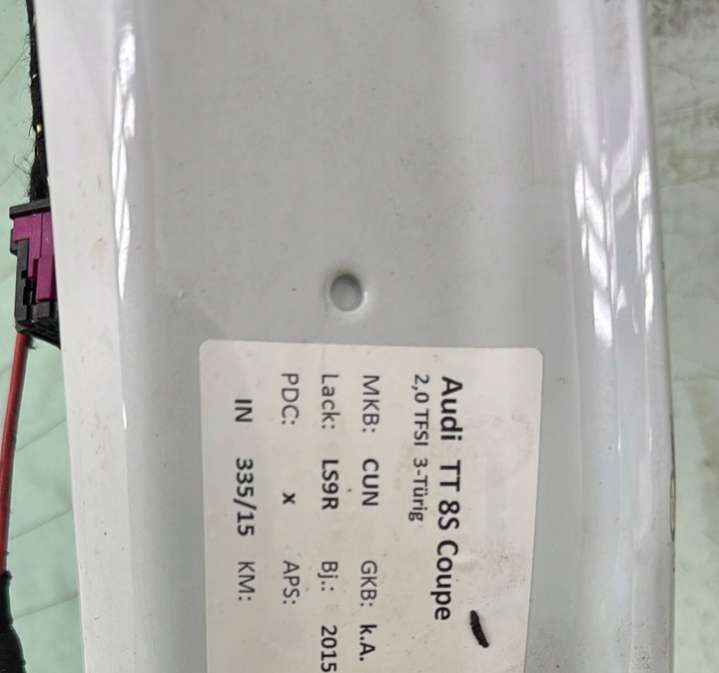 Audi TT 8S Coupe
2,0 TFSI 3-Türig
MKB: CUN GKB: k.A.
Lack: LS9R Bj.: 2015
PDC: x APS:
IN 335/15 KM: